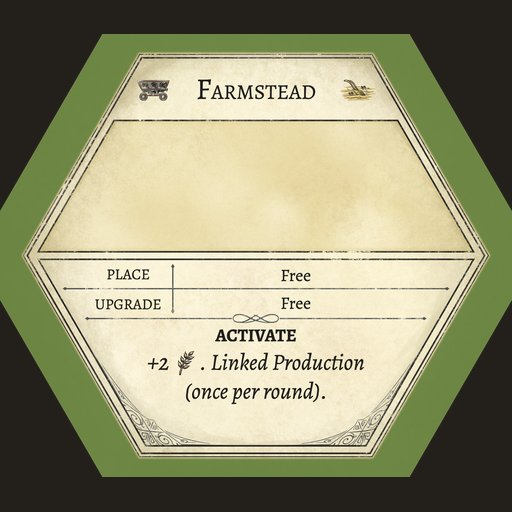 Farmstead
PLACE Free
UPGRADE Free
ACTIVATE
+2 . Linked Production
(once per round).